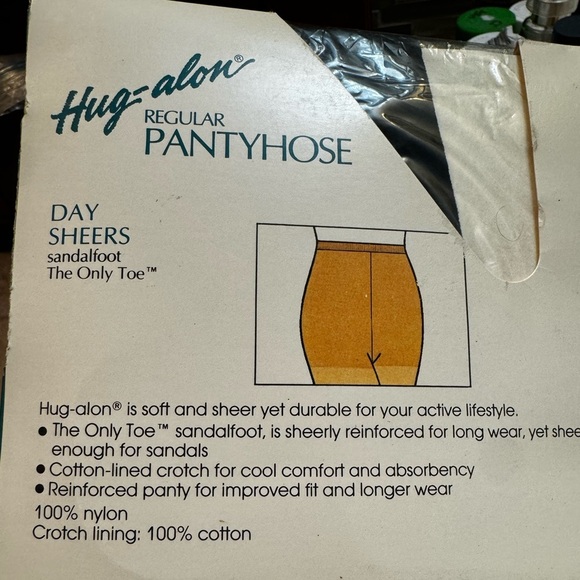 Hug-alon®
REGULAR
PANTYHOSE
DAY
SHEERS
sandalfoot
The Only Toe™
Hug-alon® is soft and sheer yet durable for your active lifestyle.
● The Only Toe™ sandalfoot, is sheerly reinforced for long wear, yet
enough for sandals
● Cotton-lined crotch for cool comfort and absorbency
● Reinforced panty for improved fit and longer wear
100% nylon
Crotch lining: 100% cotton